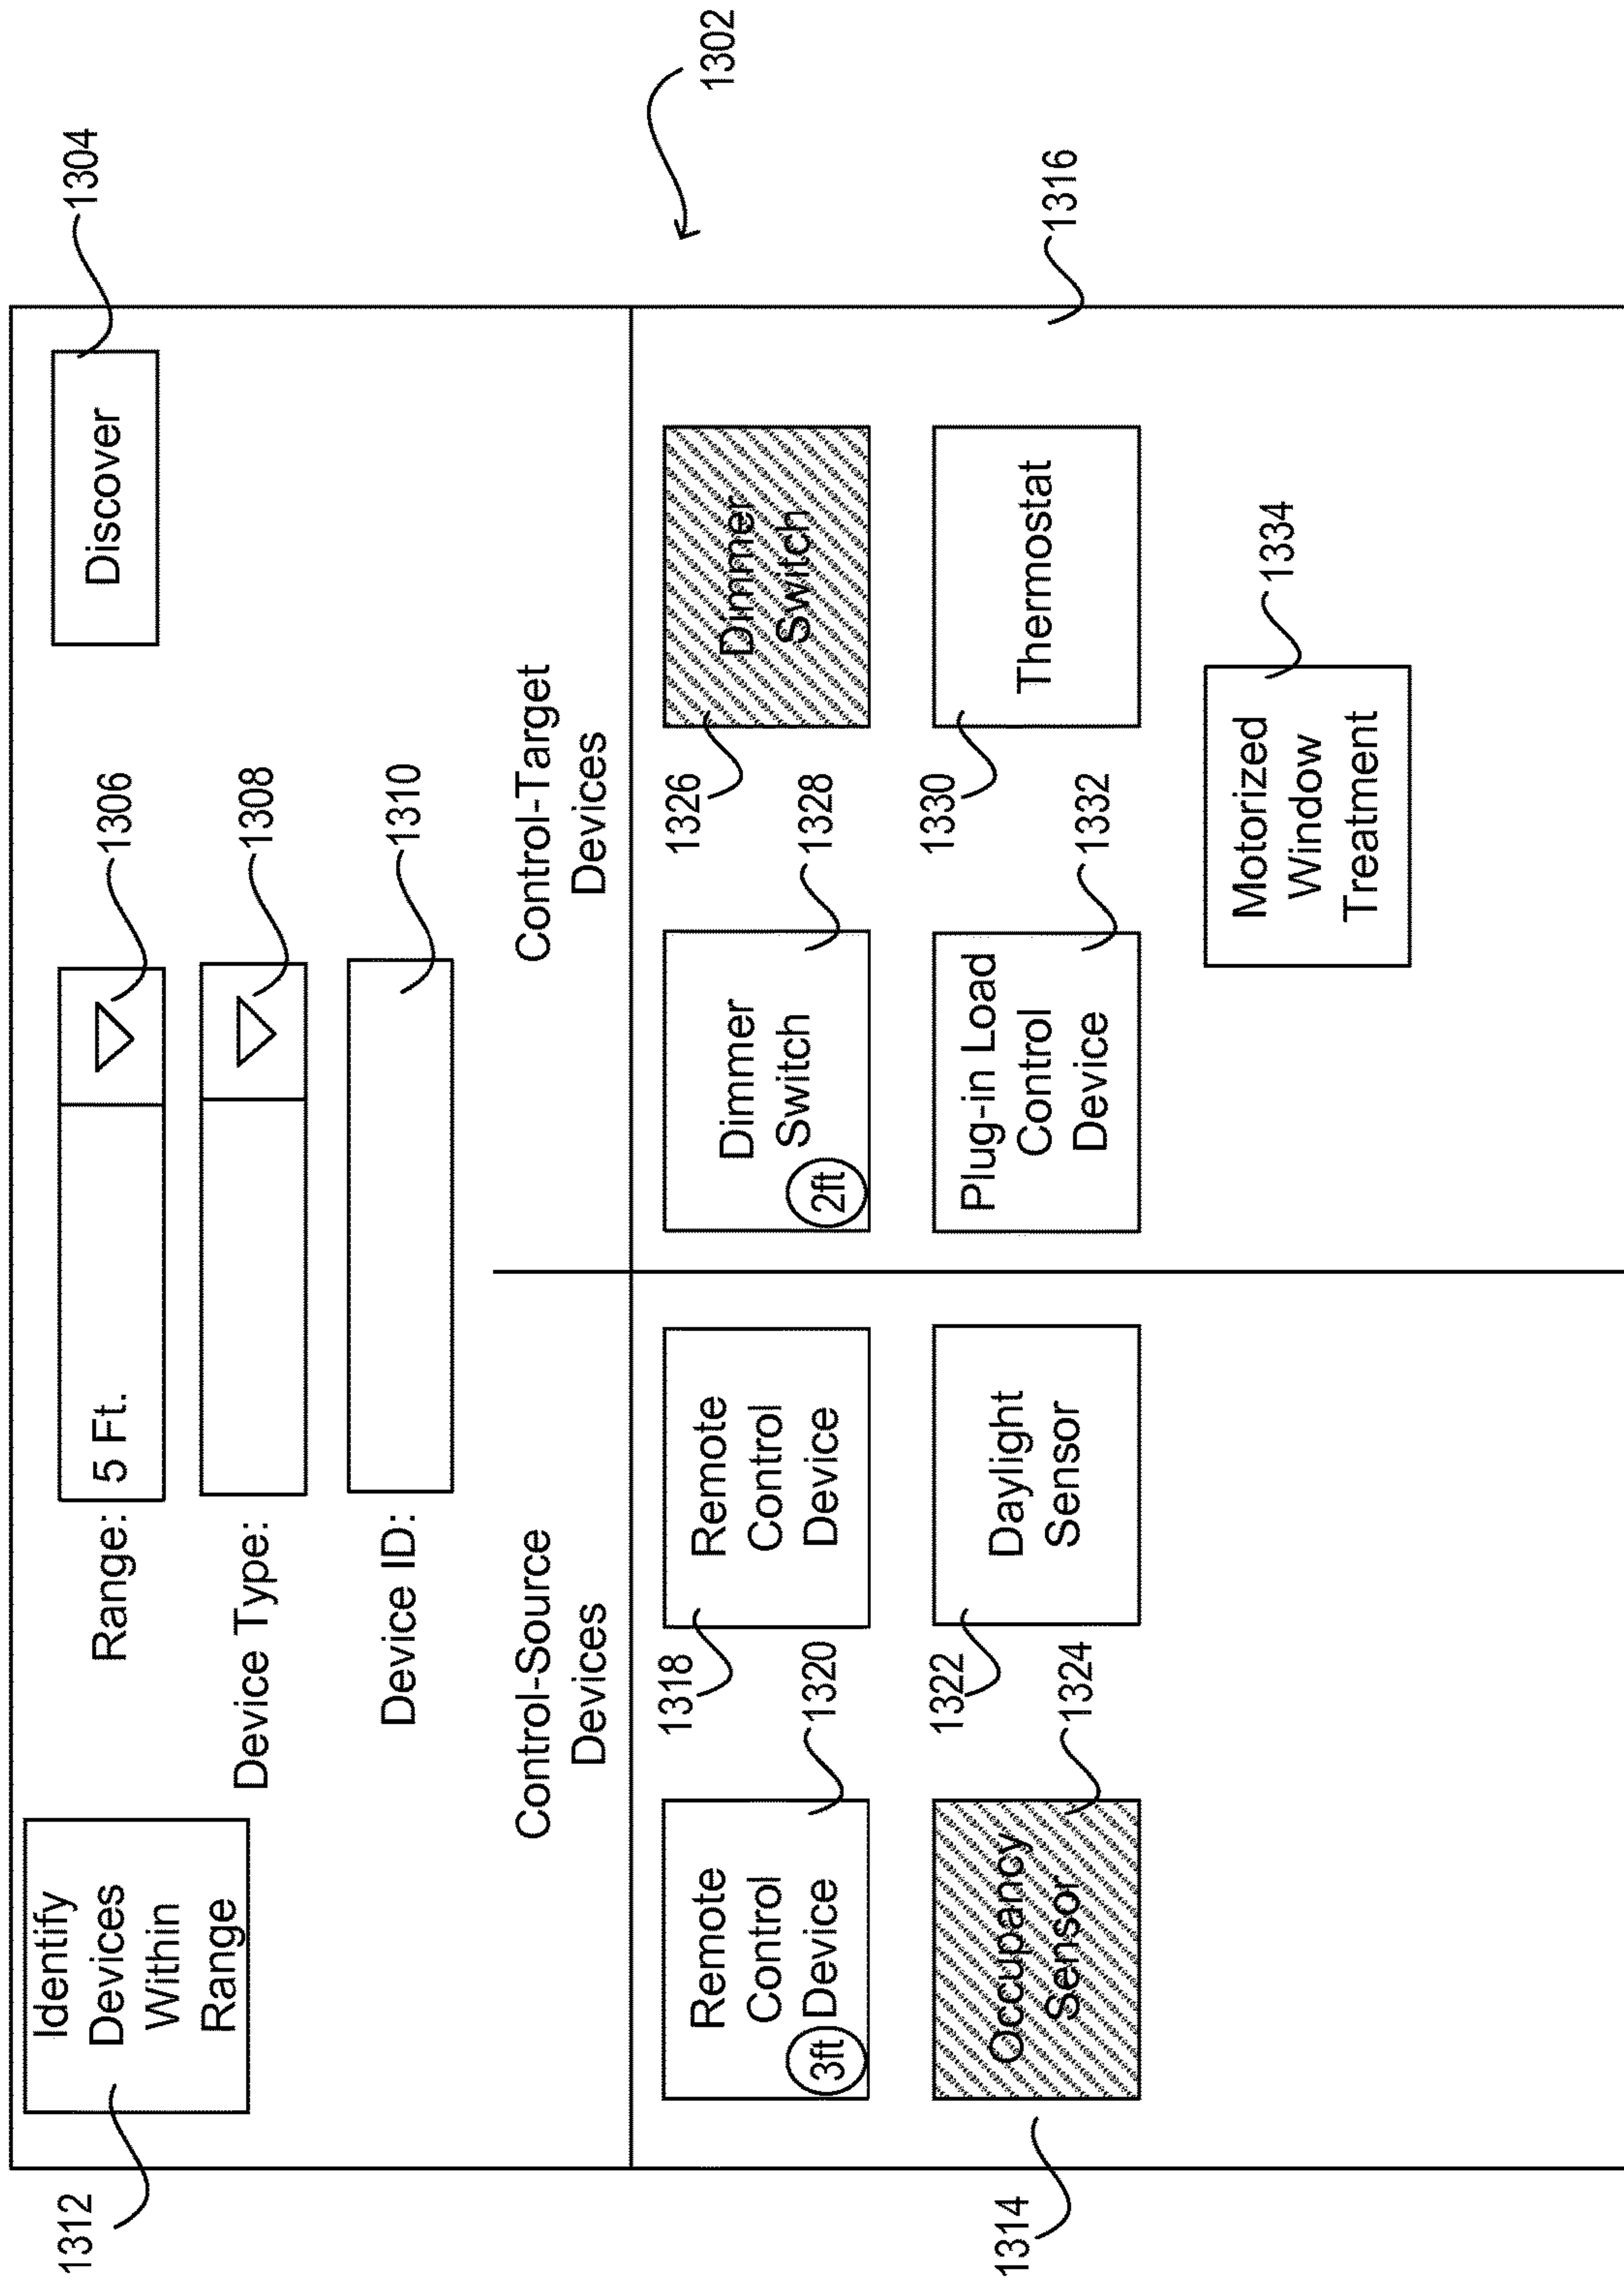 1312
Identify
Devices
Within
Range
Range:
5 Ft.
1306
Discover
1304
Device Type:
1308
Device ID:
1310
1302
Control-Source
Devices
Control-Target
Devices
Remote
Control
Device
3ft
1320
1318
Remote
Control
Device
Dimmer
Switch
2ft
1328
1326
Dimmer
Switch
1316
1314
Occupancy
Sensor
1324
1322
Daylight
Sensor
Plug-in Load
Control
Device
1332
1330
Thermostat
Motorized
Window
Treatment
1334